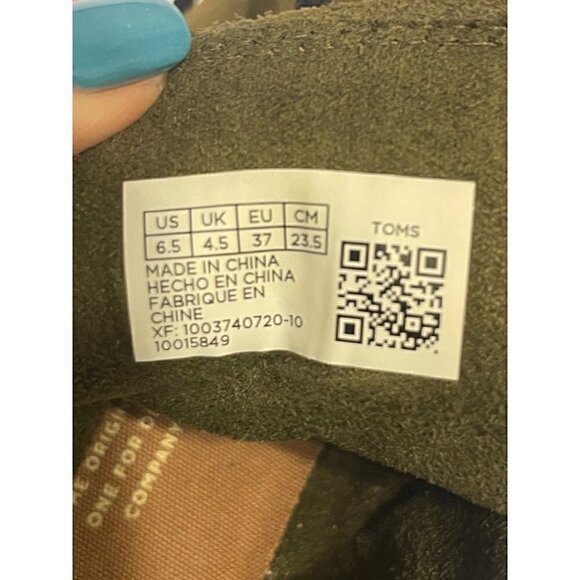 US UK EU CM
6.5 4.5 37 23.5
MADE IN CHINA
HECHO EN CHINA
FABRIQUE EN
CHINE
XF: 1003740720-10
10015849
TOMS
ORIGI
ONE FOR
COMPANY